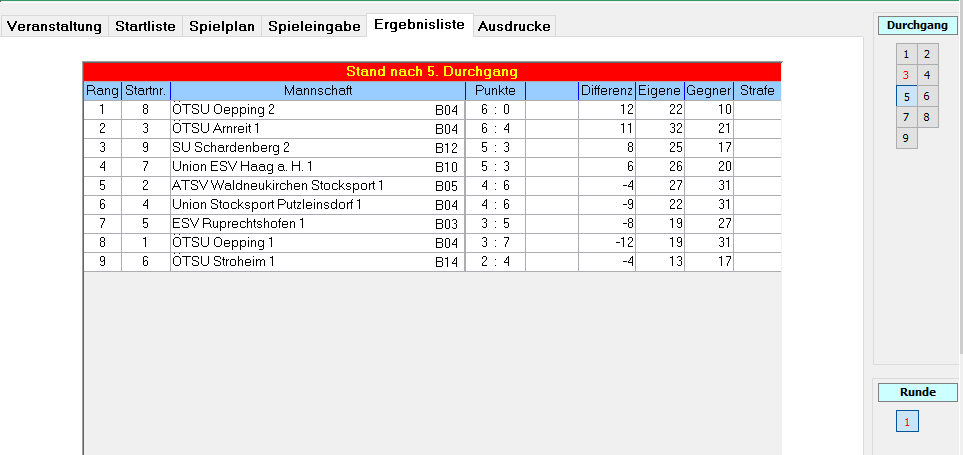 Veranstaltung Startliste Spielplan Spieleingabe Ergebnisliste Ausdrucke
Stand nach 5. Durchgang
Rang Startnr. Mannschaft Punkte Differenz Eigene Gegner Strafe
1 8 ÖTSU Oepping 2 B04 6 : 0 12 22 10
2 3 ÖTSU Arnreit 1 B04 6 : 4 11 32 21
3 9 SU Schardenberg 2 B12 5 : 3 8 25 17
4 7 Union ESV Haag a. H. 1 B10 5 : 3 6 26 20
5 2 ATSV Waldneukirchen Stocksport 1 B05 4 : 6 -4 27 31
6 4 Union Stocksport Putzleinsdorf 1 B04 4 : 6 -9 22 31
7 5 ESV Ruprechtshofen 1 B03 3 : 5 -8 19 27
8 1 ÖTSU Oepping 1 B04 3 : 7 -12 19 31
9 6 ÖTSU Stroheim 1 B14 2 : 4 -4 13 17
Durchgang
1 2
3 4
5 6
7 8
9
Runde
1